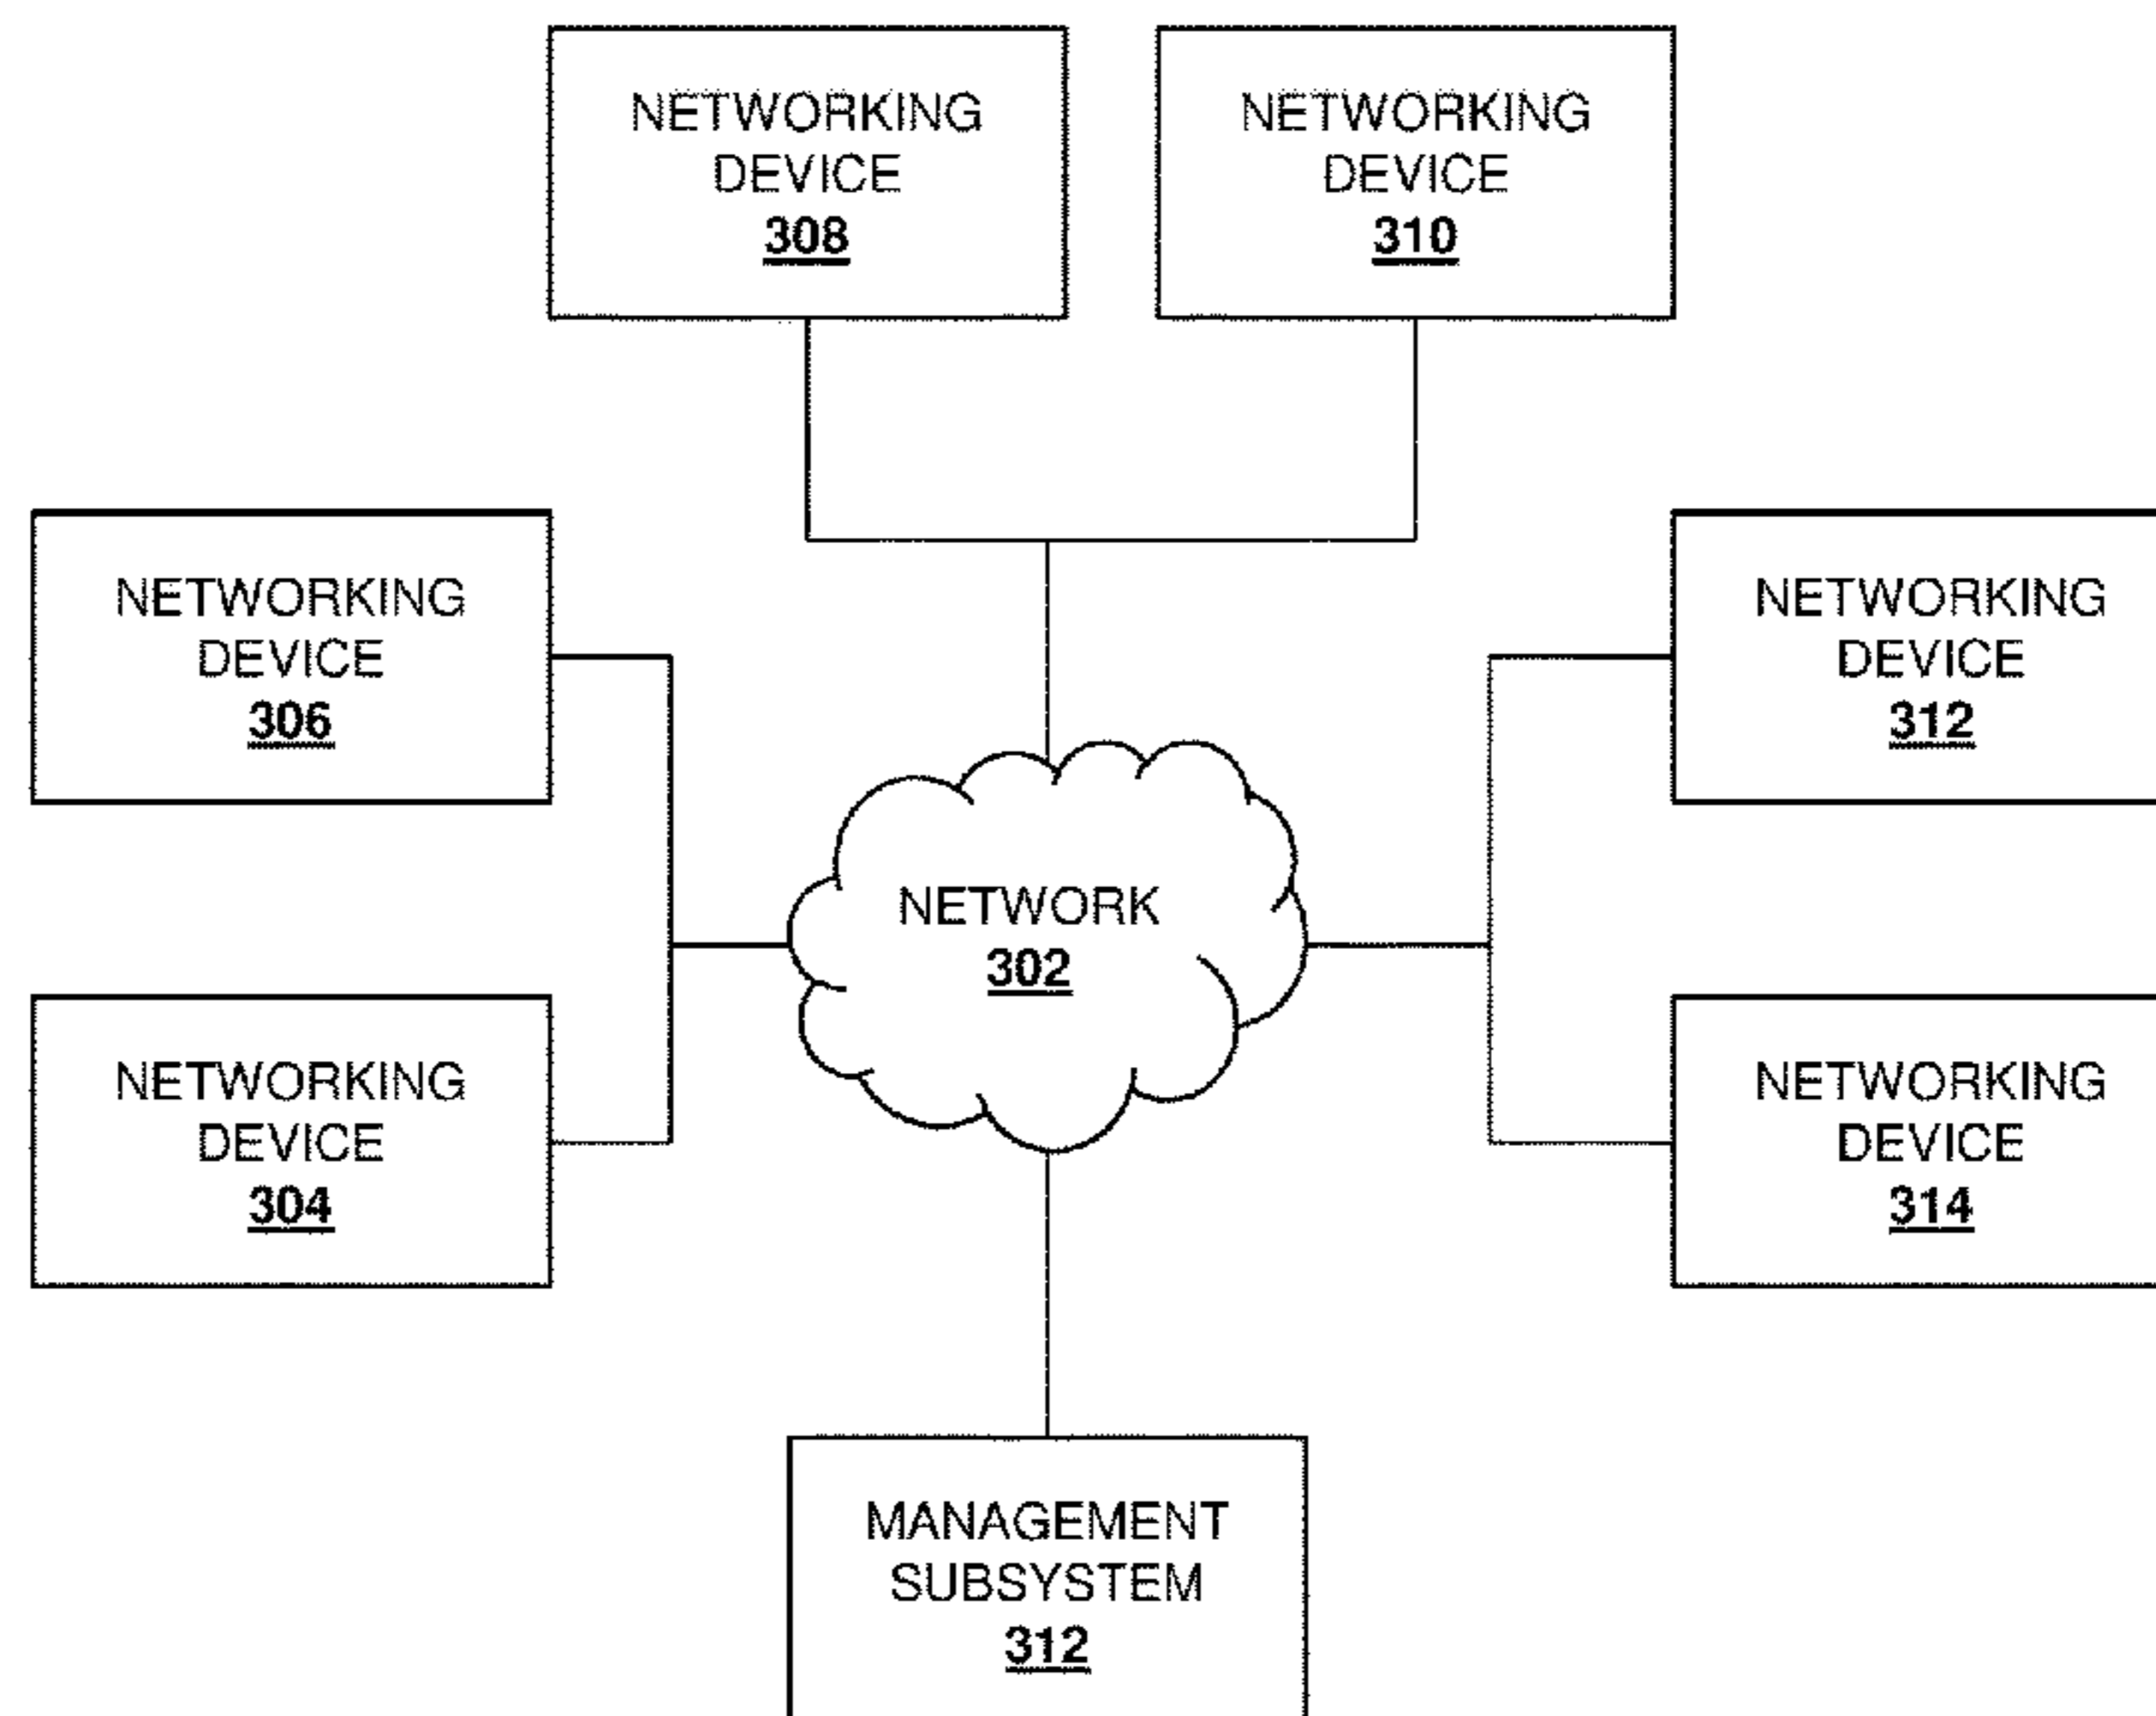 NETWORKING
DEVICE
308
NETWORKING
DEVICE
310
NETWORKING
DEVICE
306
NETWORKING
DEVICE
312
NETWORK
302
NETWORKING
DEVICE
304
NETWORKING
DEVICE
314
MANAGEMENT
SUBSYSTEM
312